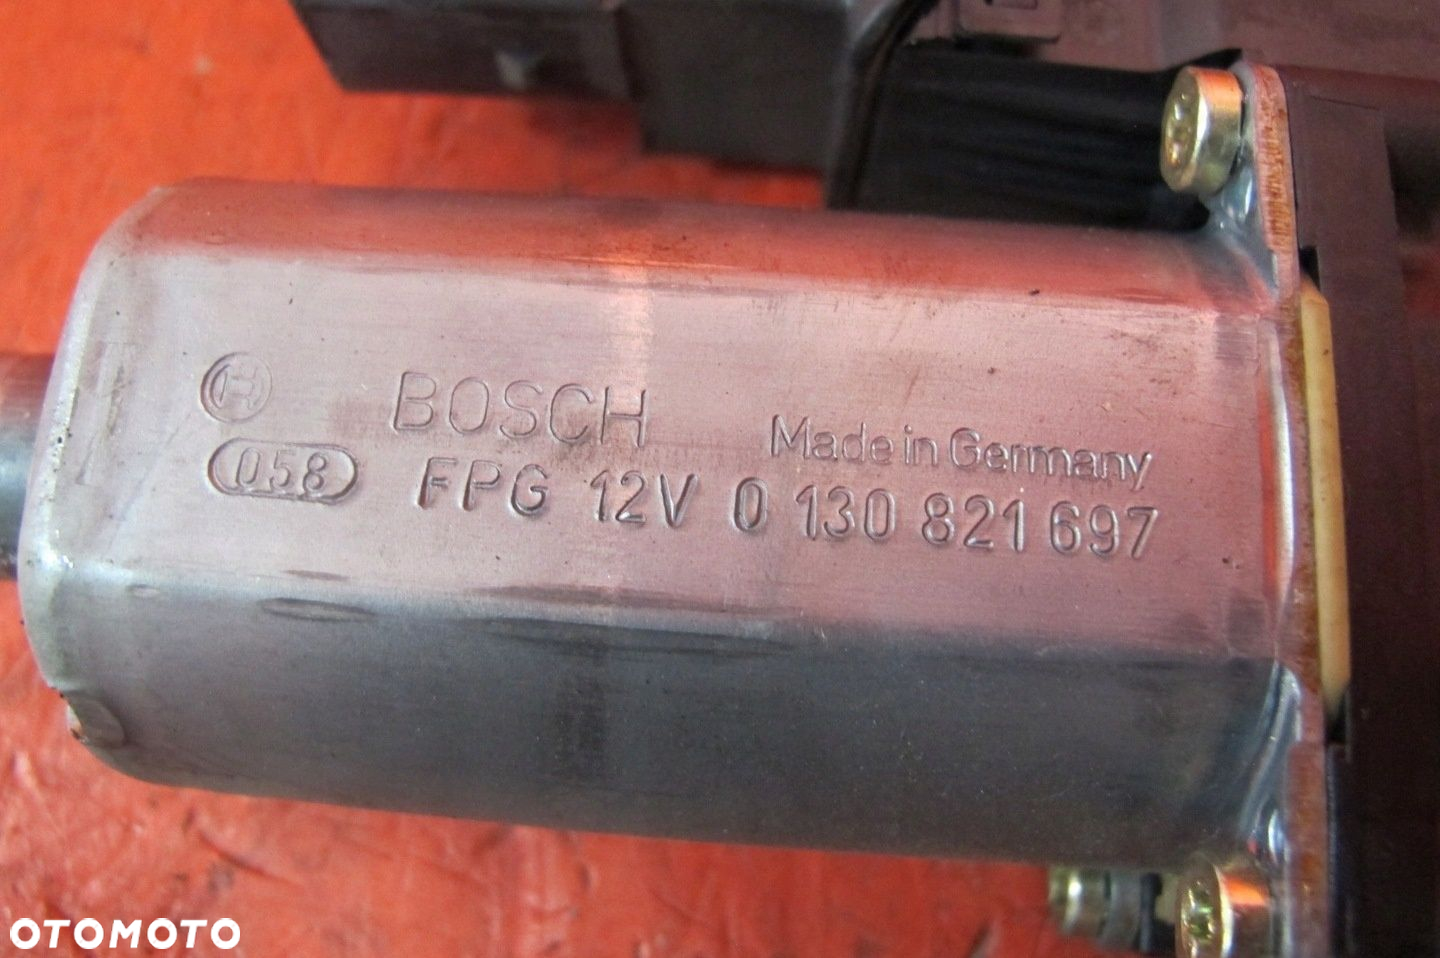 BOSCH
Made in Germany
058 FPG 12V 0 130 821 697
OTOMOTO